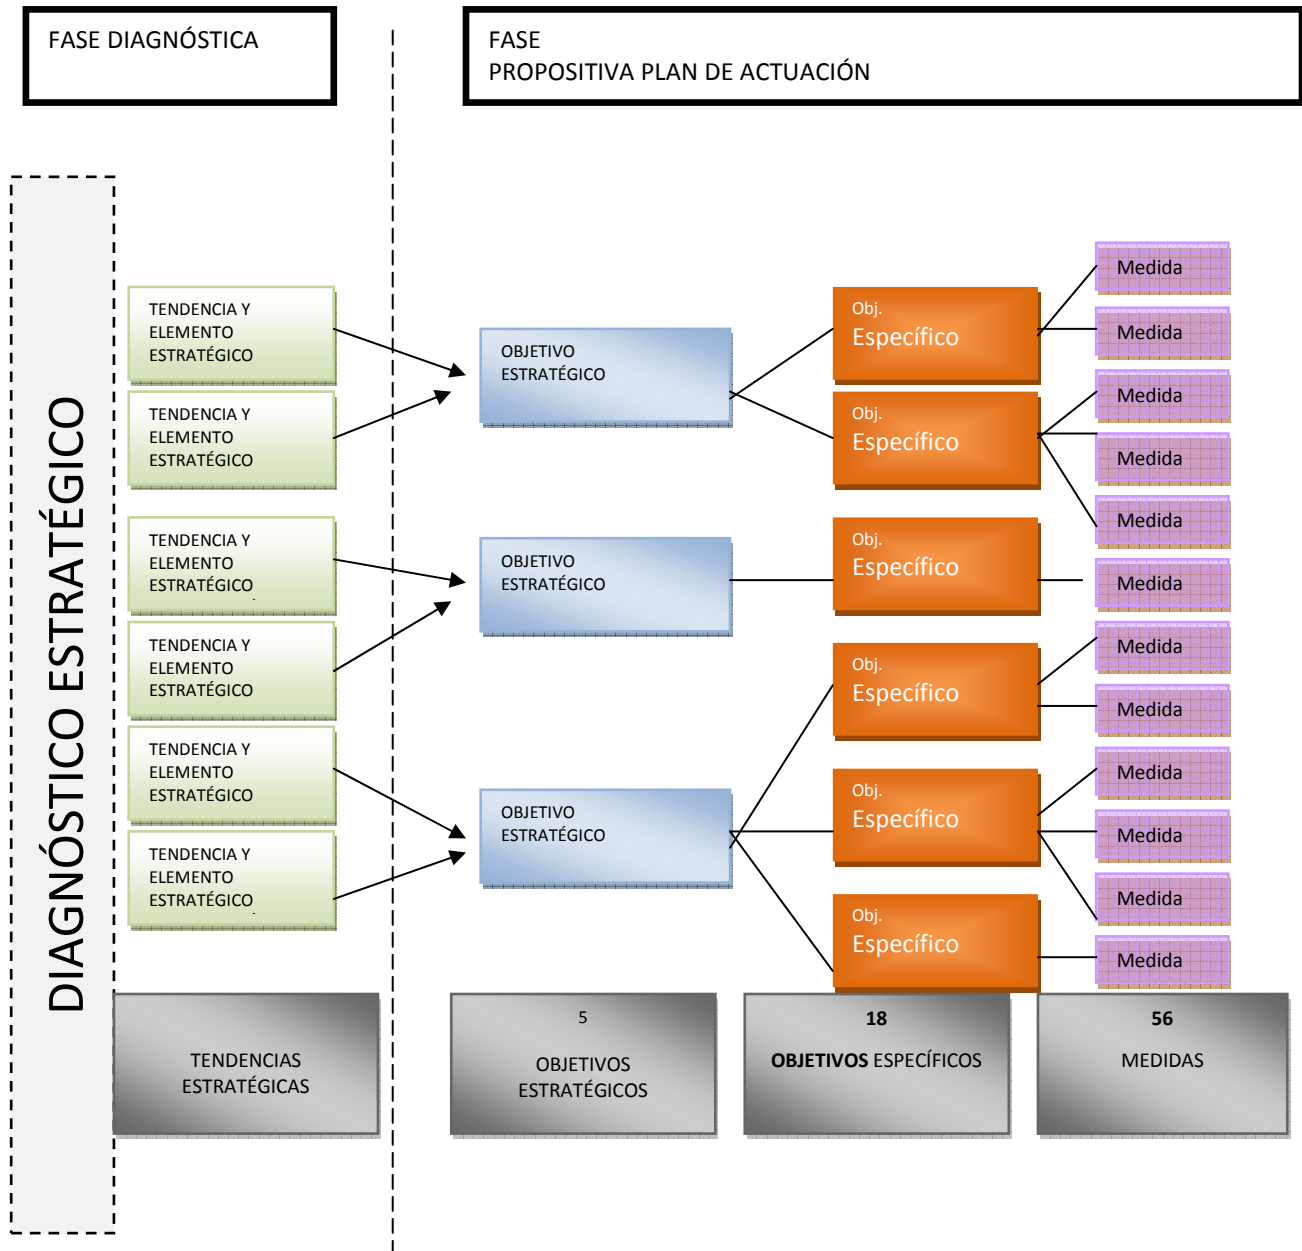 FASE DIAGNÓSTICA
FASE
PROPOSITIVA PLAN DE ACTUACIÓN
DIAGNÓSTICO ESTRATÉGICO
TENDENCIA Y
ELEMENTO
ESTRATÉGICO
TENDENCIA Y
ELEMENTO
ESTRATÉGICO
TENDENCIA Y
ELEMENTO
ESTRATÉGICO
TENDENCIA Y
ELEMENTO
ESTRATÉGICO
TENDENCIA Y
ELEMENTO
ESTRATÉGICO
TENDENCIA Y
ELEMENTO
ESTRATÉGICO
OBJETIVO
ESTRATÉGICO
OBJETIVO
ESTRATÉGICO
OBJETIVO
ESTRATÉGICO
Obj.
Específico
Obj.
Específico
Obj.
Específico
Obj.
Específico
Obj.
Específico
Obj.
Específico
Medida
Medida
Medida
Medida
Medida
Medida
Medida
Medida
Medida
Medida
Medida
Medida
TENDENCIAS
ESTRATÉGICAS
5
OBJETIVOS
ESTRATÉGICOS
18
OBJETIVOS ESPECÍFICOS
56
MEDIDAS